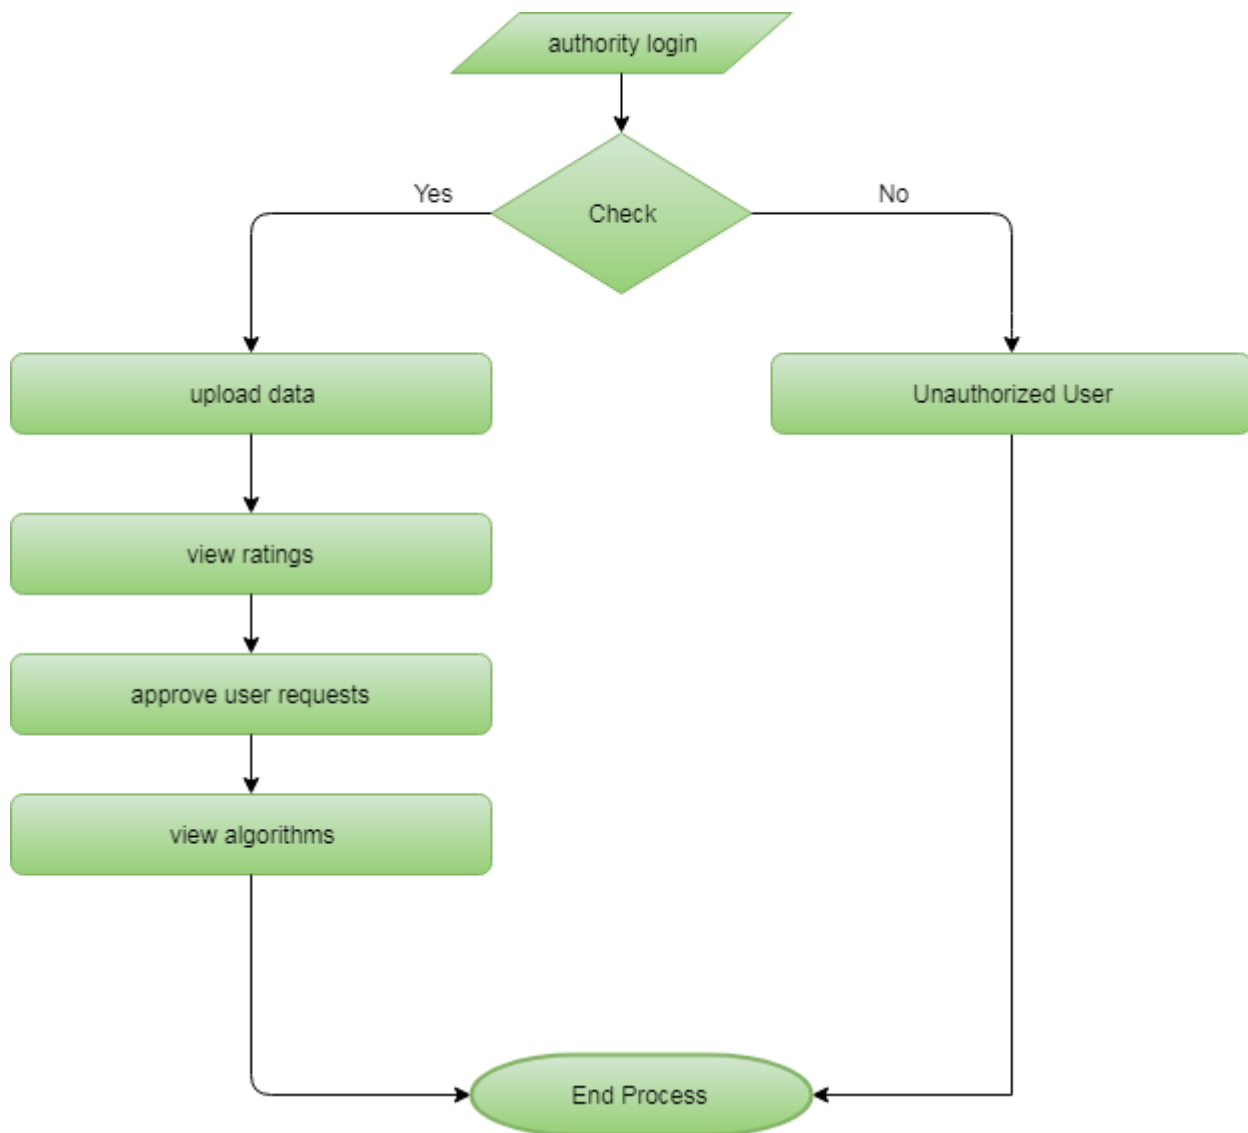 authority login
Check
Yes
No
upload data
Unauthorized User
view ratings
approve user requests
view algorithms
End Process